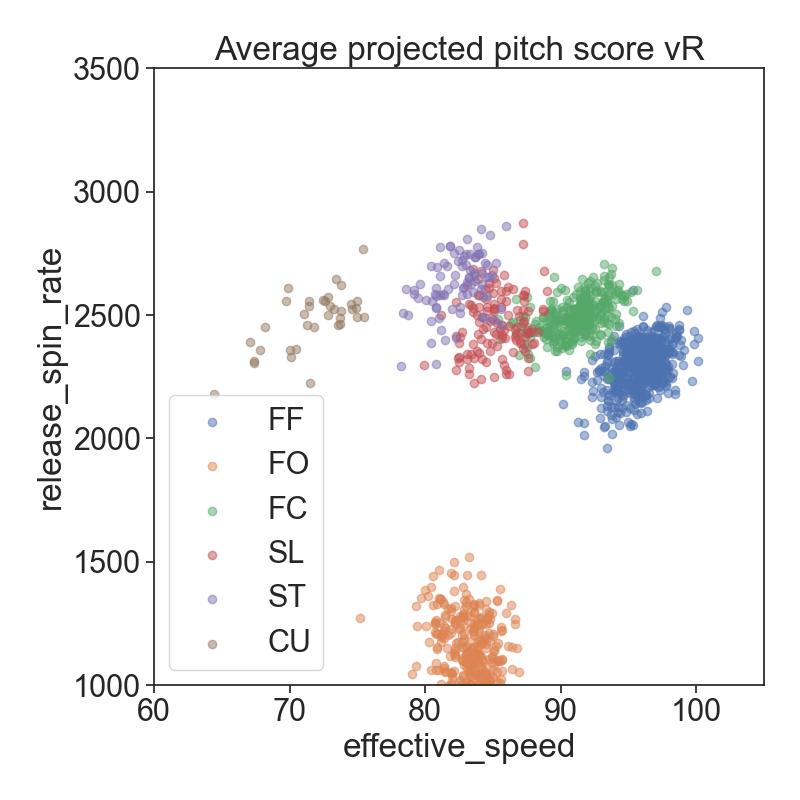 Average projected pitch score vR
3500
3000
2500
2000
1500
1000
release_spin_rate
FF
FO
FC
SL
ST
CU
60 70 80 90 100
effective_speed